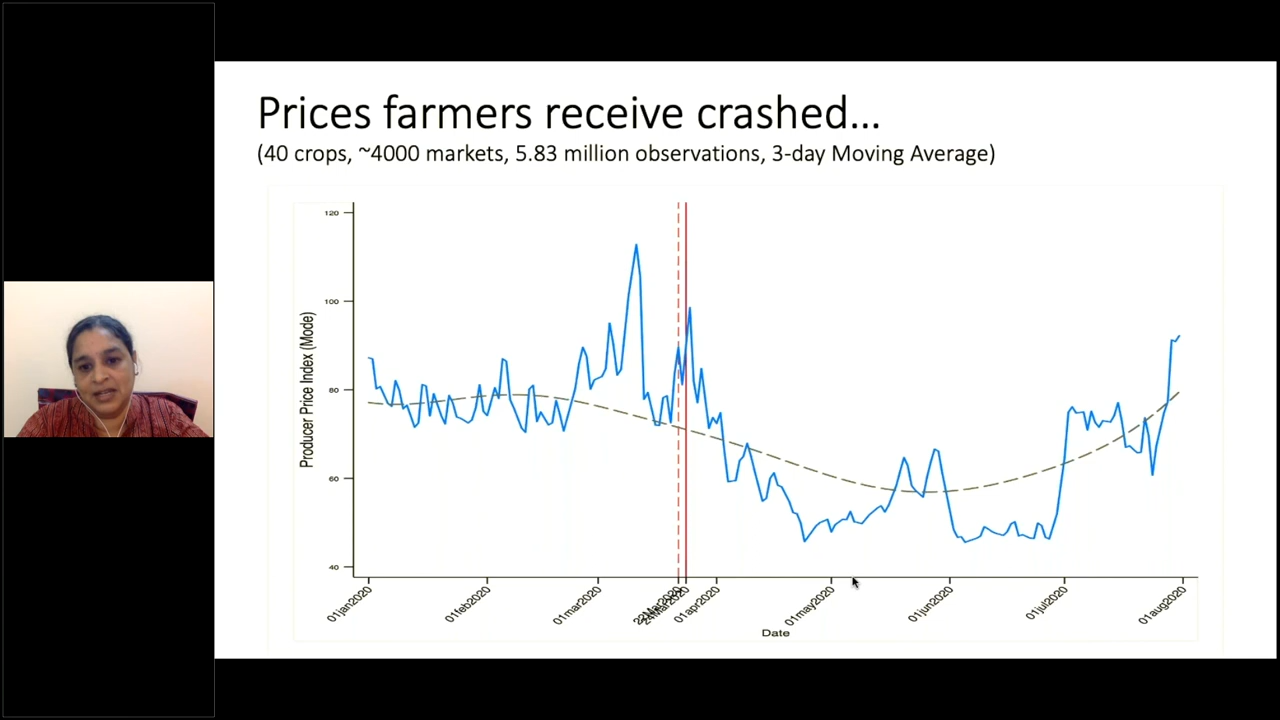 Prices farmers receive crashed...
(40 crops, ~4000 markets, 5.83 million observations, 3-day Moving Average)
Producer Price Index (Mode)
120
100
80
60
40
01jan2020
01feb2020
01mar2020
01apr2020
01may2020
01jun2020
01jul2020
01aug2020
Date